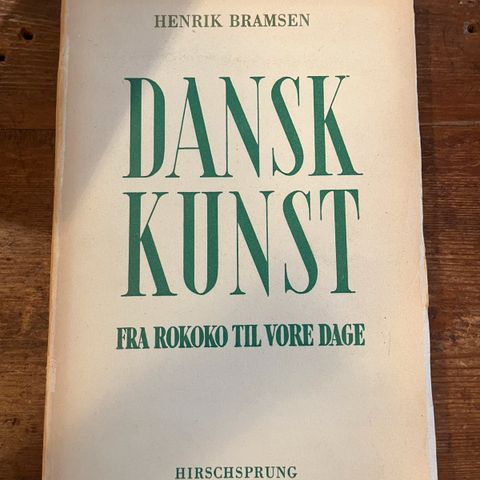 HENRIK BRAMSEN
DANSK
KUNST
FRA ROKOKO TIL VORE DAGE
HIRSCHSPRUNG